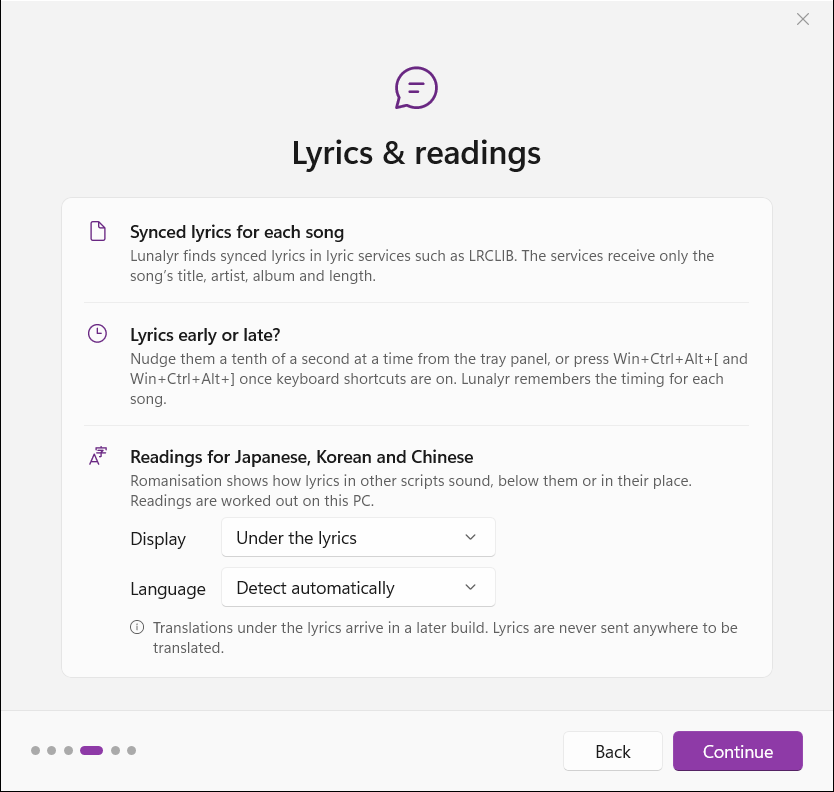 Lyrics & readings
Synced lyrics for each song
Lunalyr finds synced lyrics in lyric services such as LRCLIB. The services receive only the
song’s title, artist, album and length.
Lyrics early or late?
Nudge them a tenth of a second at a time from the tray panel, or press Win+Ctrl+Alt+[ and
Win+Ctrl+Alt+] once keyboard shortcuts are on. Lunalyr remembers the timing for each
song.
Readings for Japanese, Korean and Chinese
Romanisation shows how lyrics in other scripts sound, below them or in their place.
Readings are worked out on this PC.
Display
Under the lyrics
Language
Detect automatically
Translations under the lyrics arrive in a later build. Lyrics are never sent anywhere to be
translated.
Back
Continue